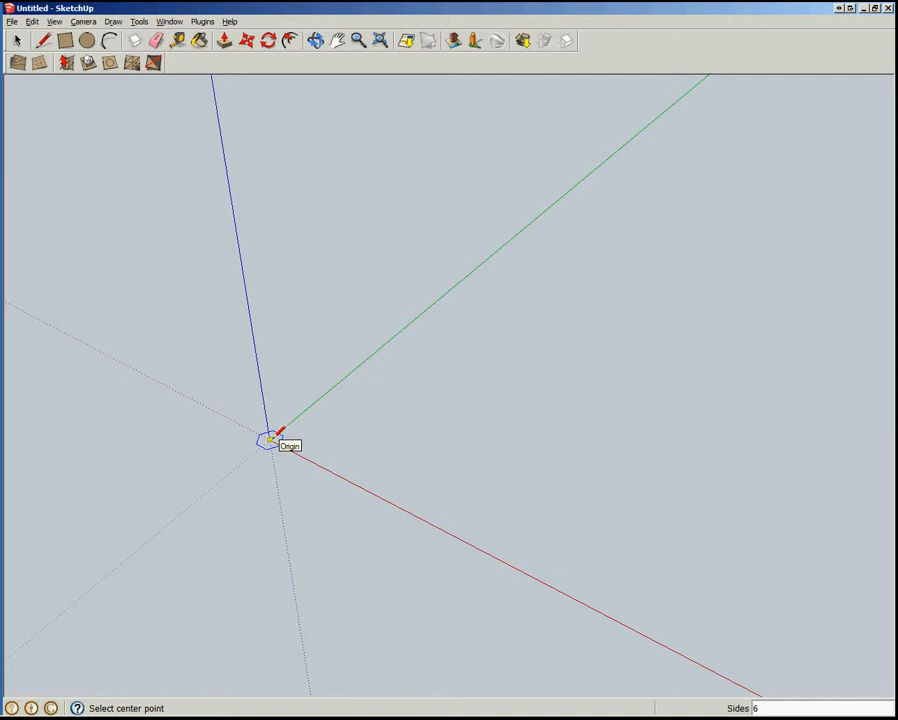 Untitled - SketchUp
File Edit View Camera Draw Tools Window Plugins Help
Origin
Select center point Sides 6